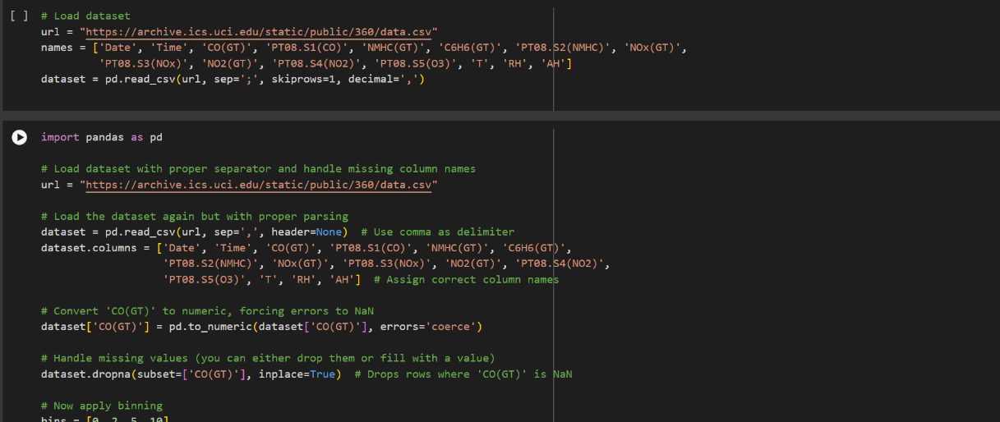 [ ] # Load dataset
url = "https://archive.ics.uci.edu/static/public/360/data.csv"
names = ['Date', 'Time', 'CO(GT)', 'PT08.S1(CO)', 'NMHC(GT)', 'C6H6(GT)', 'PT08.S2(NMHC)', 'NOx(GT)',
'PT08.S3(NOx)', 'NO2(GT)', 'PT08.S4(NO2)', 'PT08.S5(O3)', 'T', 'RH', 'AH']
dataset = pd.read_csv(url, sep=';', skiprows=1, decimal=',')
import pandas as pd
# Load dataset with proper separator and handle missing column names
url = "https://archive.ics.uci.edu/static/public/360/data.csv"
# Load the dataset again but with proper parsing
dataset = pd.read_csv(url, sep=',', header=None)  # Use comma as delimiter
dataset.columns = ['Date', 'Time', 'CO(GT)', 'PT08.S1(CO)', 'NMHC(GT)', 'C6H6(GT)',
'PT08.S2(NMHC)', 'NOx(GT)', 'PT08.S3(NOx)', 'NO2(GT)', 'PT08.S4(NO2)',
'PT08.S5(O3)', 'T', 'RH', 'AH']  # Assign correct column names
# Convert 'CO(GT)' to numeric, forcing errors to NaN
dataset['CO(GT)'] = pd.to_numeric(dataset['CO(GT)'], errors='coerce')
# Handle missing values (you can either drop them or fill with a value)
dataset.dropna(subset=['CO(GT)'], inplace=True)  # Drops rows where 'CO(GT)' is NaN
# Now apply binning
bins = [0, 2, 5, 10]